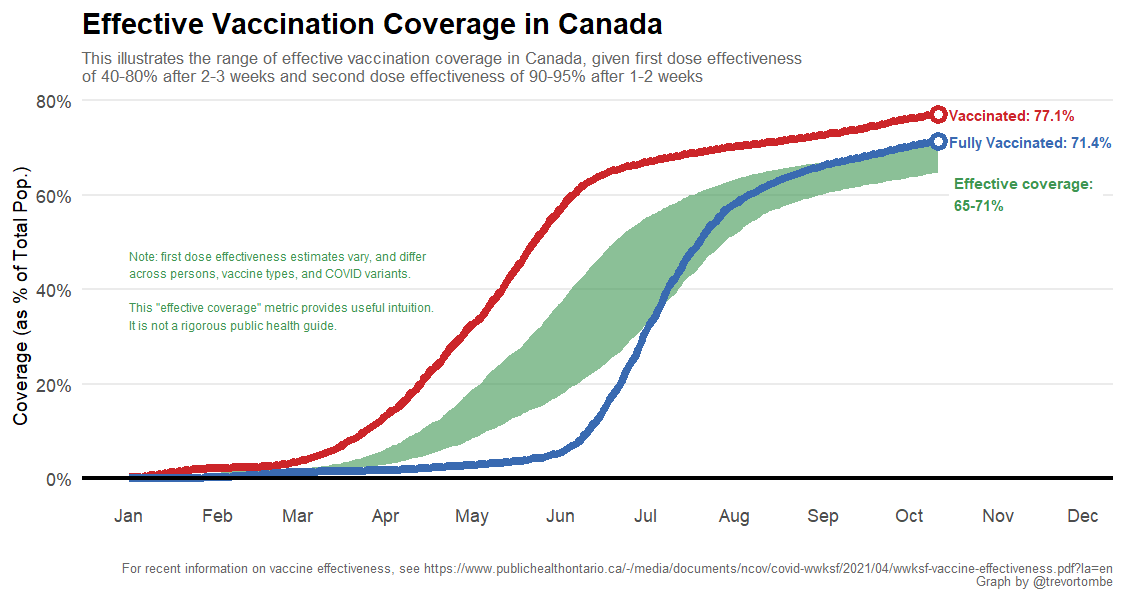 Effective Vaccination Coverage in Canada
This illustrates the range of effective vaccination coverage in Canada, given first dose effectiveness
of 40-80% after 2-3 weeks and second dose effectiveness of 90-95% after 1-2 weeks
80%
60%
40%
20%
0%
Coverage (as % of Total Pop.)
Vaccinated: 77.1%
Fully Vaccinated: 71.4%
Effective coverage:
65-71%
Note: first dose effectiveness estimates vary, and differ
across persons, vaccine types, and COVID variants.
This "effective coverage" metric provides useful intuition.
It is not a rigorous public health guide.
Jan Feb Mar Apr May Jun Jul Aug Sep Oct Nov Dec
For recent information on vaccine effectiveness, see https://www.publichealthontario.ca/-/media/documents/ncov/covid-wwksf/2021/04/wwksf-vaccine-effectiveness.pdf?la=en
Graph by @trevortombe